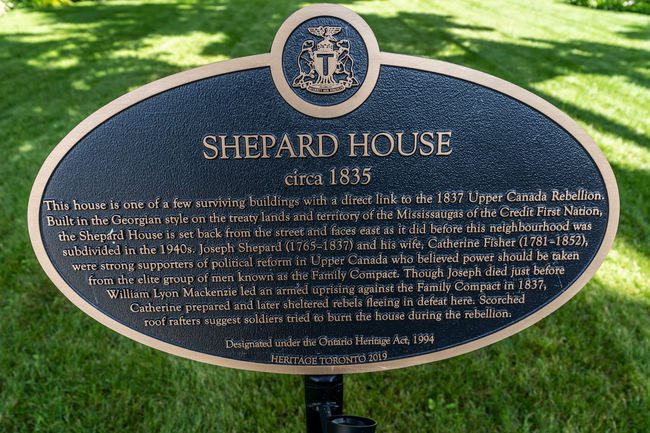 T
SHEPARD HOUSE
circa 1835
This house is one of a few surviving buildings with a direct link to the 1837 Upper Canada Rebellion.
Built in the Georgian style on the treaty lands and territory of the Mississaugas of the Credit First Nation,
the Shepard House is set back from the street and faces east as it did before this neighbourhood was
subdivided in the 1940s. Joseph Shepard (1765–1837) and his wife, Catherine Fisher (1781–1852),
were strong supporters of political reform in Upper Canada who believed power should be taken
from the elite group of men known as the Family Compact. Though Joseph died just before
William Lyon Mackenzie led an armed uprising against the Family Compact in 1837,
Catherine prepared and later sheltered rebels fleeing in defeat here. Scorched
roof rafters suggest soldiers tried to burn the house during the rebellion.
Designated under the Ontario Heritage Act, 1994
HERITAGE TORONTO 2019